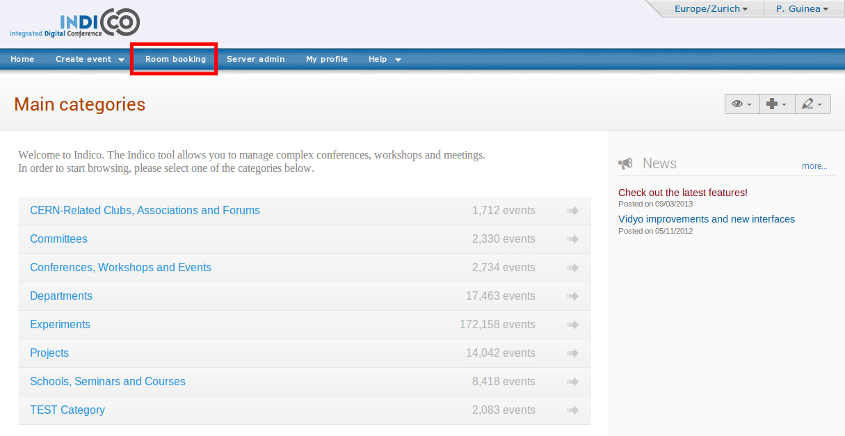 Europe/Zurich P. Guinea
INDICO
Integrated Digital Conference
Home Create event Room booking Server admin My profile Help
Main categories
Welcome to Indico. The Indico tool allows you to manage complex conferences, workshops and meetings.
In order to start browsing, please select one of the categories below.
CERN-Related Clubs, Associations and Forums 1,712 events
Committees 2,330 events
Conferences, Workshops and Events 2,734 events
Departments 17,463 events
Experiments 172,158 events
Projects 14,042 events
Schools, Seminars and Courses 8,418 events
TEST Category 2,083 events
News more...
Check out the latest features!
Posted on 09/03/2013
Vidyo improvements and new interfaces
Posted on 05/11/2012